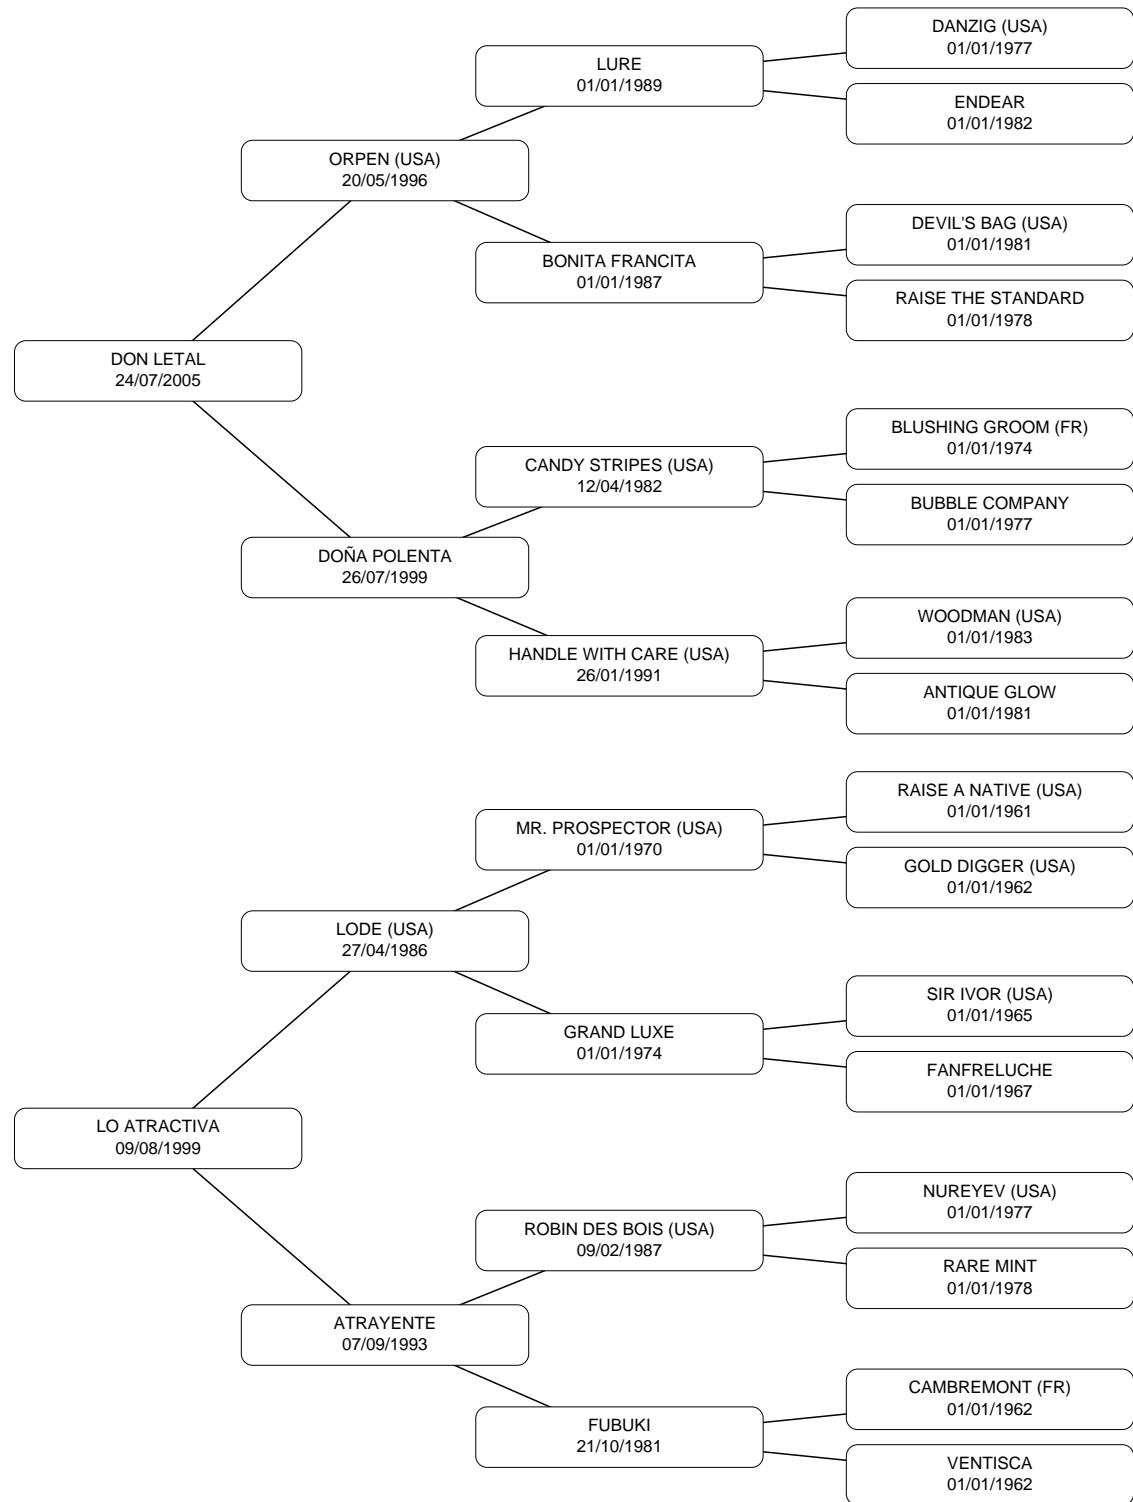 DANZIG (USA)
01/01/1977
LURE
01/01/1989
ENDEAR
01/01/1982
ORPEN (USA)
20/05/1996
DEVIL'S BAG (USA)
01/01/1981
BONITA FRANCITA
01/01/1987
RAISE THE STANDARD
01/01/1978
DON LETAL
24/07/2005
BLUSHING GROOM (FR)
01/01/1974
CANDY STRIPES (USA)
12/04/1982
BUBBLE COMPANY
01/01/1977
DOÑA POLENTA
26/07/1999
WOODMAN (USA)
01/01/1983
HANDLE WITH CARE (USA)
26/01/1991
ANTIQUE GLOW
01/01/1981
RAISE A NATIVE (USA)
01/01/1961
MR. PROSPECTOR (USA)
01/01/1970
GOLD DIGGER (USA)
01/01/1962
LODE (USA)
27/04/1986
SIR IVOR (USA)
01/01/1965
GRAND LUXE
01/01/1974
FANFRELUCHE
01/01/1967
LO ATRACTIVA
09/08/1999
NUREYEV (USA)
01/01/1977
ROBIN DES BOIS (USA)
09/02/1987
RARE MINT
01/01/1978
ATRAYENTE
07/09/1993
CAMBREMONT (FR)
01/01/1962
FUBUKI
21/10/1981
VENTISCA
01/01/1962